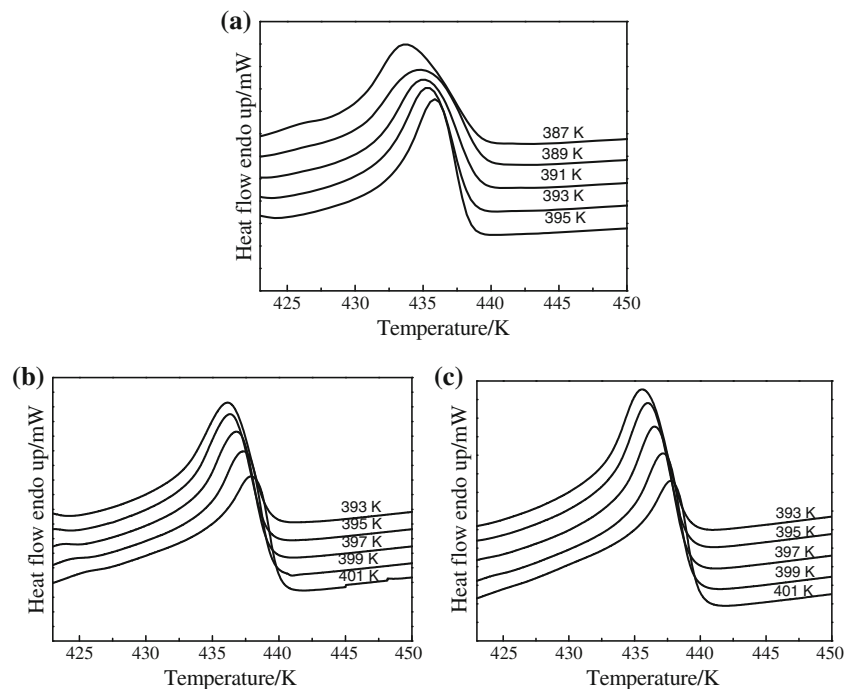 (a)
Heat flow endo up/mW
387 K
389 K
391 K
393 K
395 K
425 430 435 440 445 450
Temperature/K
(b)
Heat flow endo up/mW
393 K
395 K
397 K
399 K
401 K
425 430 435 440 445 450
Temperature/K
(c)
Heat flow endo up/mW
393 K
395 K
397 K
399 K
401 K
425 430 435 440 445 450
Temperature/K